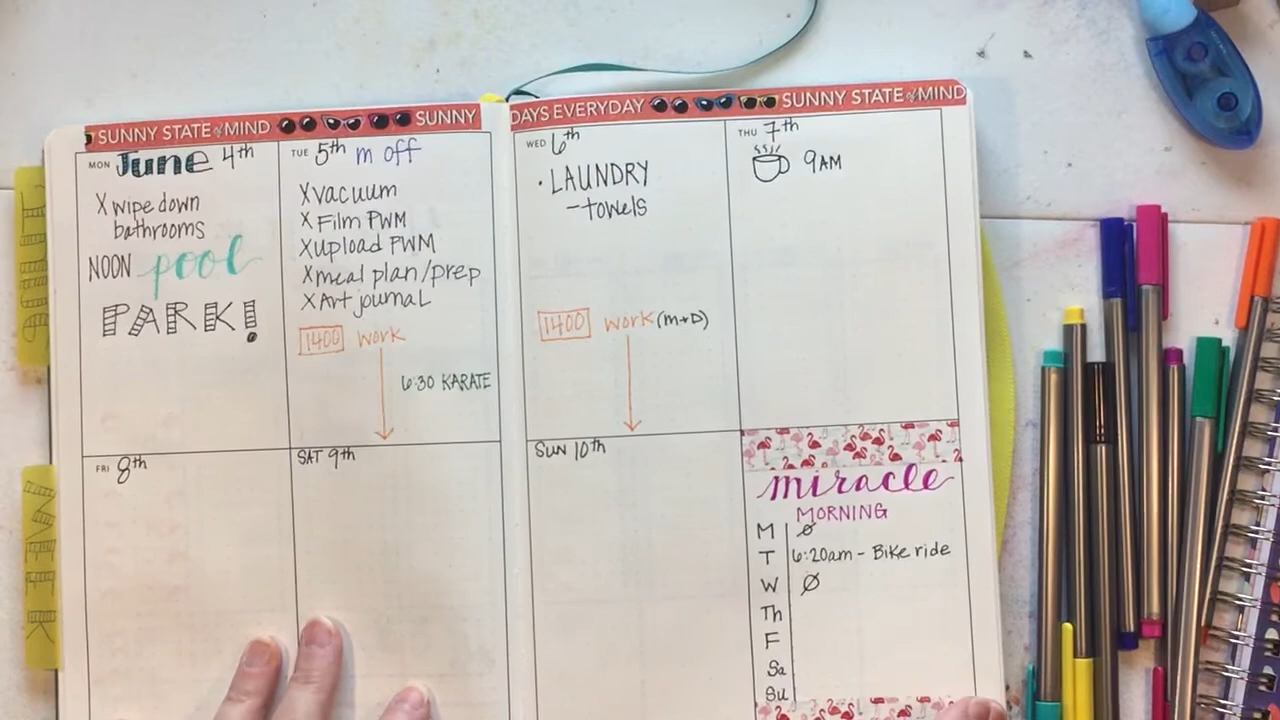 SUNNY STATE of MIND SUNNY DAYS EVERYDAY SUNNY STATE of MIND
MON June 4th
X wipe down
bathrooms
NOON pool
PARK!
TUE 5th m off
X vacuum
X Film PWM
X upload PWM
X meal plan/prep
X Art journal
1400 work
6:30 KARATE
WED 6th
· LAUNDRY
- towels
1400 work (M+D)
THU 7th
9AM
FRI 8th
SAT 9th
SUN 10th
miracle
MORNING
M Ø
T 6:20am - Bike ride
W Ø
Th
F
Sa
Su
WEEK